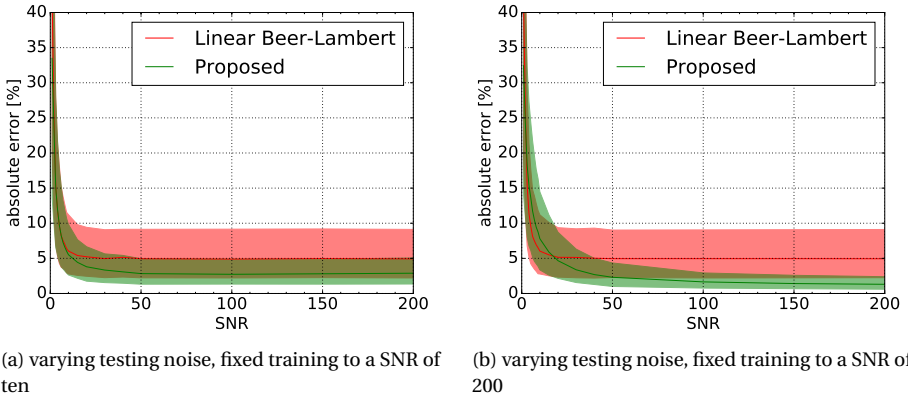 40
35
30
25
20
15
10
5
0
absolute error [%]
0 50 100 150 200
SNR
Linear Beer-Lambert
Proposed
(a) varying testing noise, fixed training to a SNR of
ten
40
35
30
25
20
15
10
5
0
absolute error [%]
0 50 100 150 200
SNR
Linear Beer-Lambert
Proposed
(b) varying testing noise, fixed training to a SNR of
200